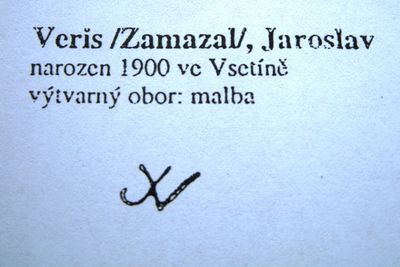 Veris /Zamazal/, Jaroslav
narozen 1900 ve Vsetíně
výtvarný obor: malba